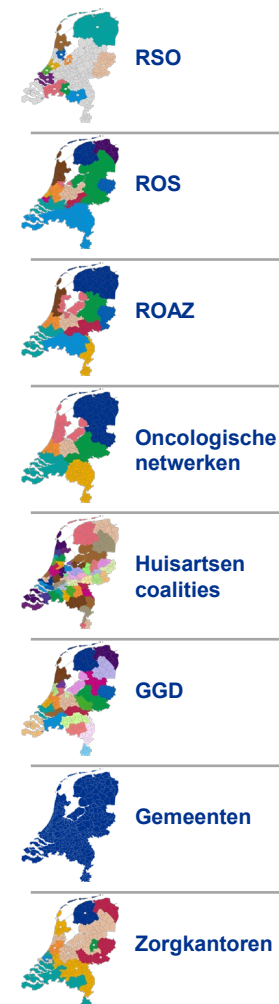 RSO
ROS
ROAZ
Oncologische
netwerken
Huisartsen
coalities
GGD
Gemeenten
Zorgkantoren